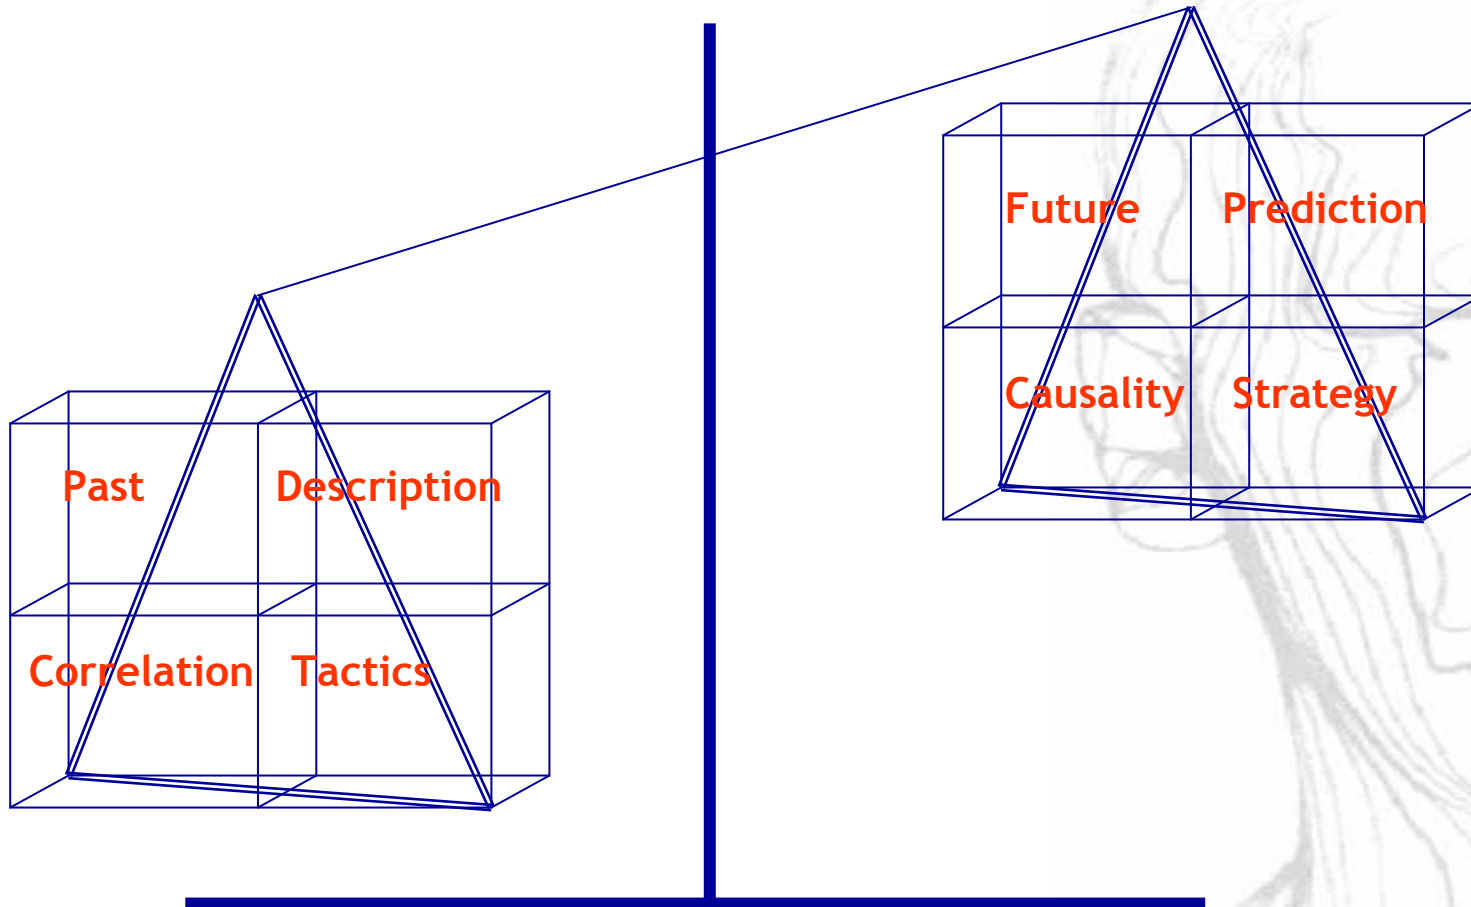 Past Description
Correlation Tactics
Future Prediction
Causality Strategy